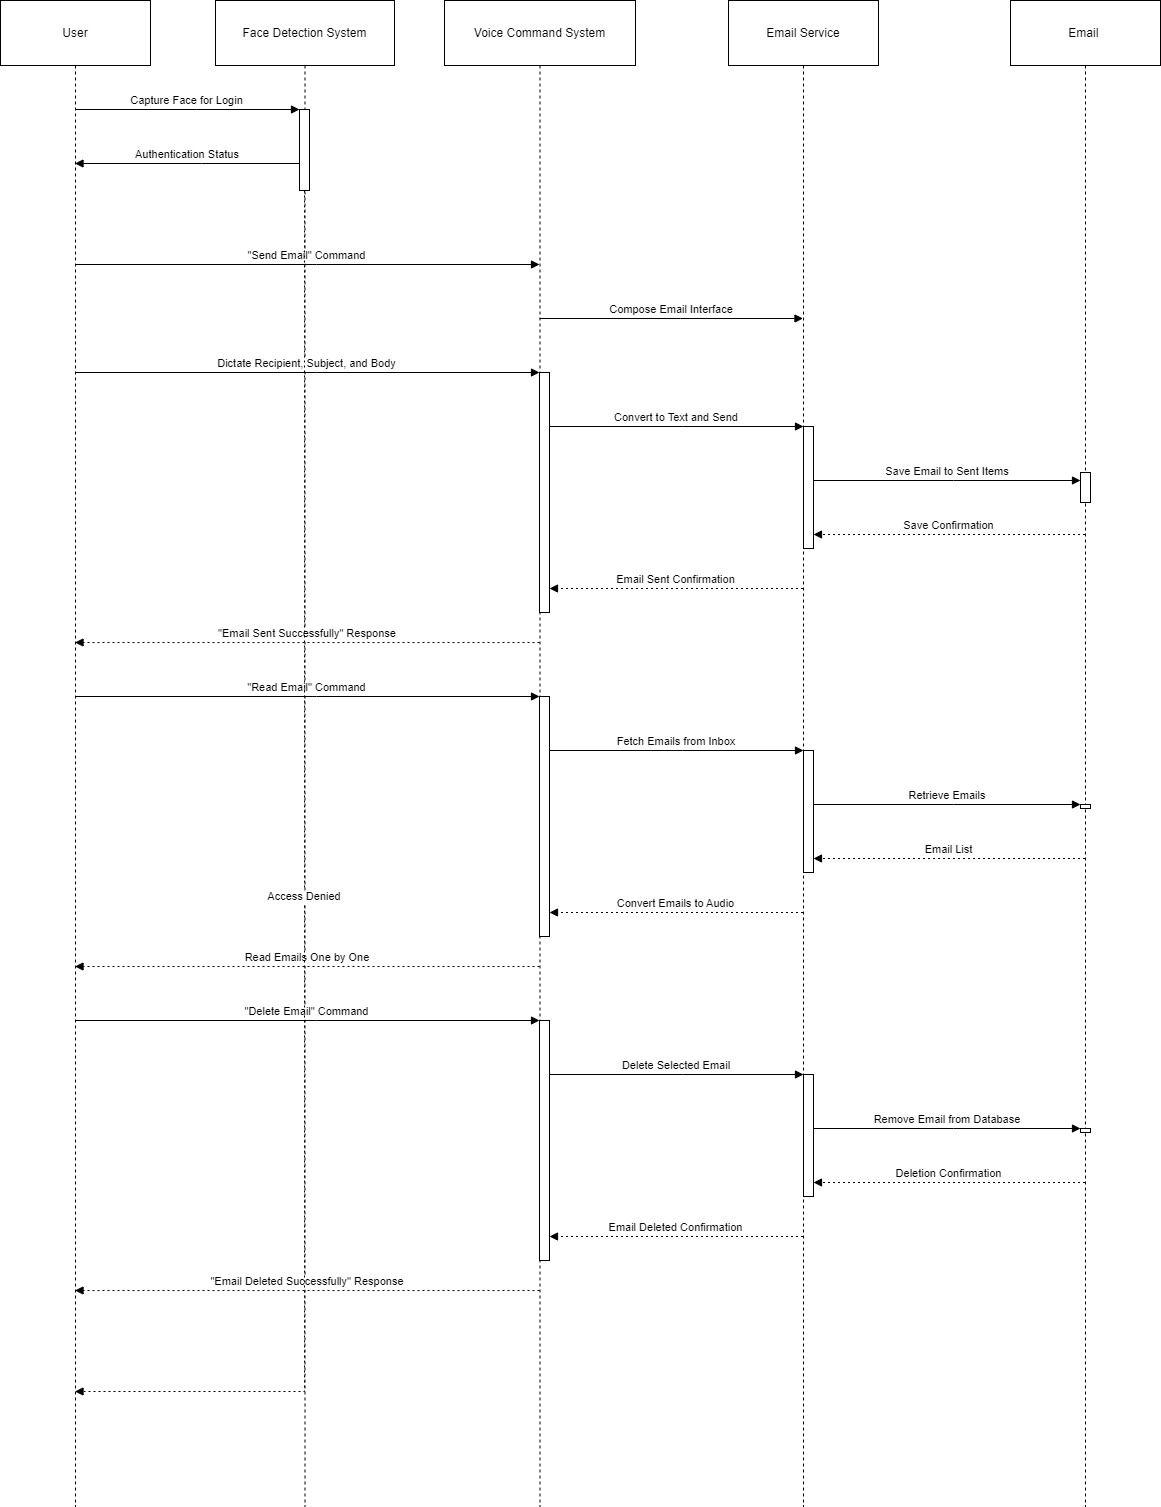 User
Face Detection System
Voice Command System
Email Service
Email
Capture Face for Login
Authentication Status
"Send Email" Command
Compose Email Interface
Dictate Recipient, Subject, and Body
Convert to Text and Send
Save Email to Sent Items
Save Confirmation
Email Sent Confirmation
"Email Sent Successfully" Response
"Read Email" Command
Fetch Emails from Inbox
Retrieve Emails
Email List
Access Denied
Convert Emails to Audio
Read Emails One by One
"Delete Email" Command
Delete Selected Email
Remove Email from Database
Deletion Confirmation
Email Deleted Confirmation
"Email Deleted Successfully" Response